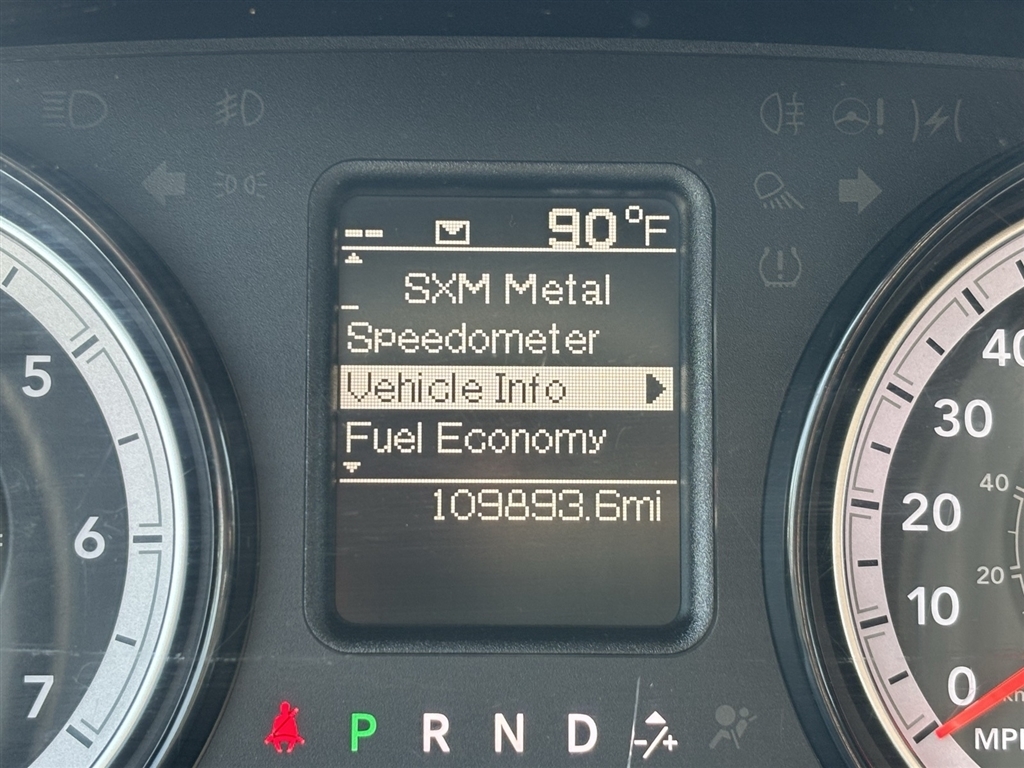 -- 90°F
SXM Metal
Speedometer
Vehicle Info
Fuel Economy
109893.6mi
5
6
7
40
30
20
10
0
40
20
P R N D -/+